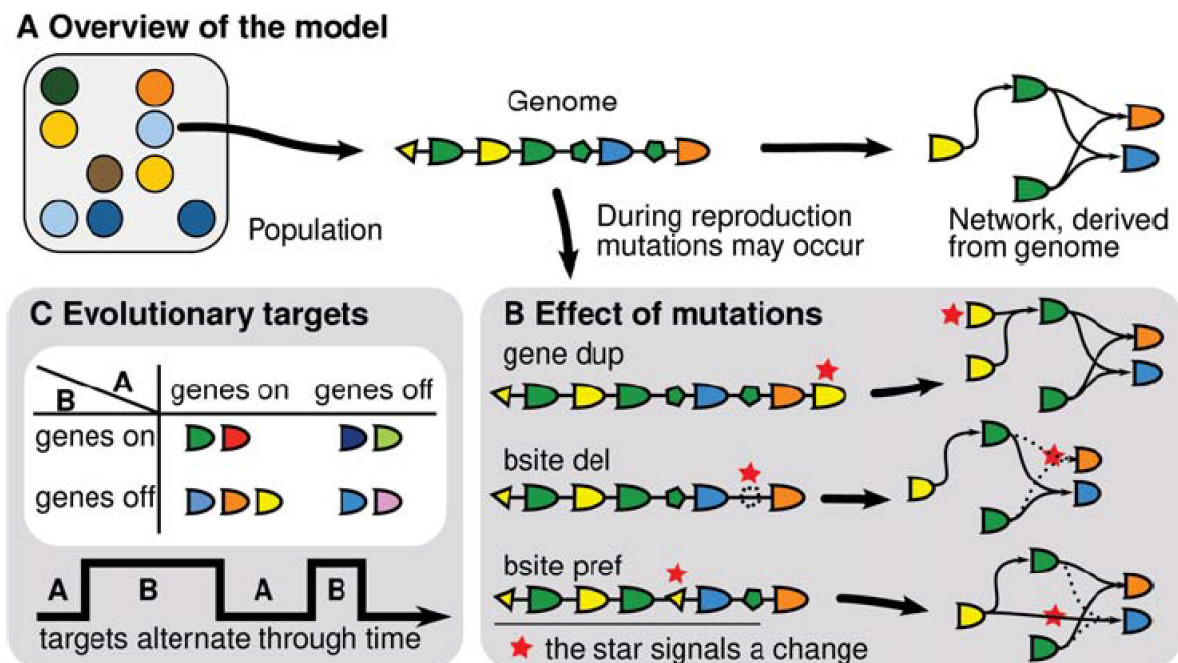 A Overview of the model
Genome
Population
During reproduction
mutations may occur
Network, derived
from genome
C Evolutionary targets
A
B
genes on
genes off
genes on
genes off
A
B
A
B
targets alternate through time
B Effect of mutations
gene dup
bsite del
bsite pref
the star signals a change